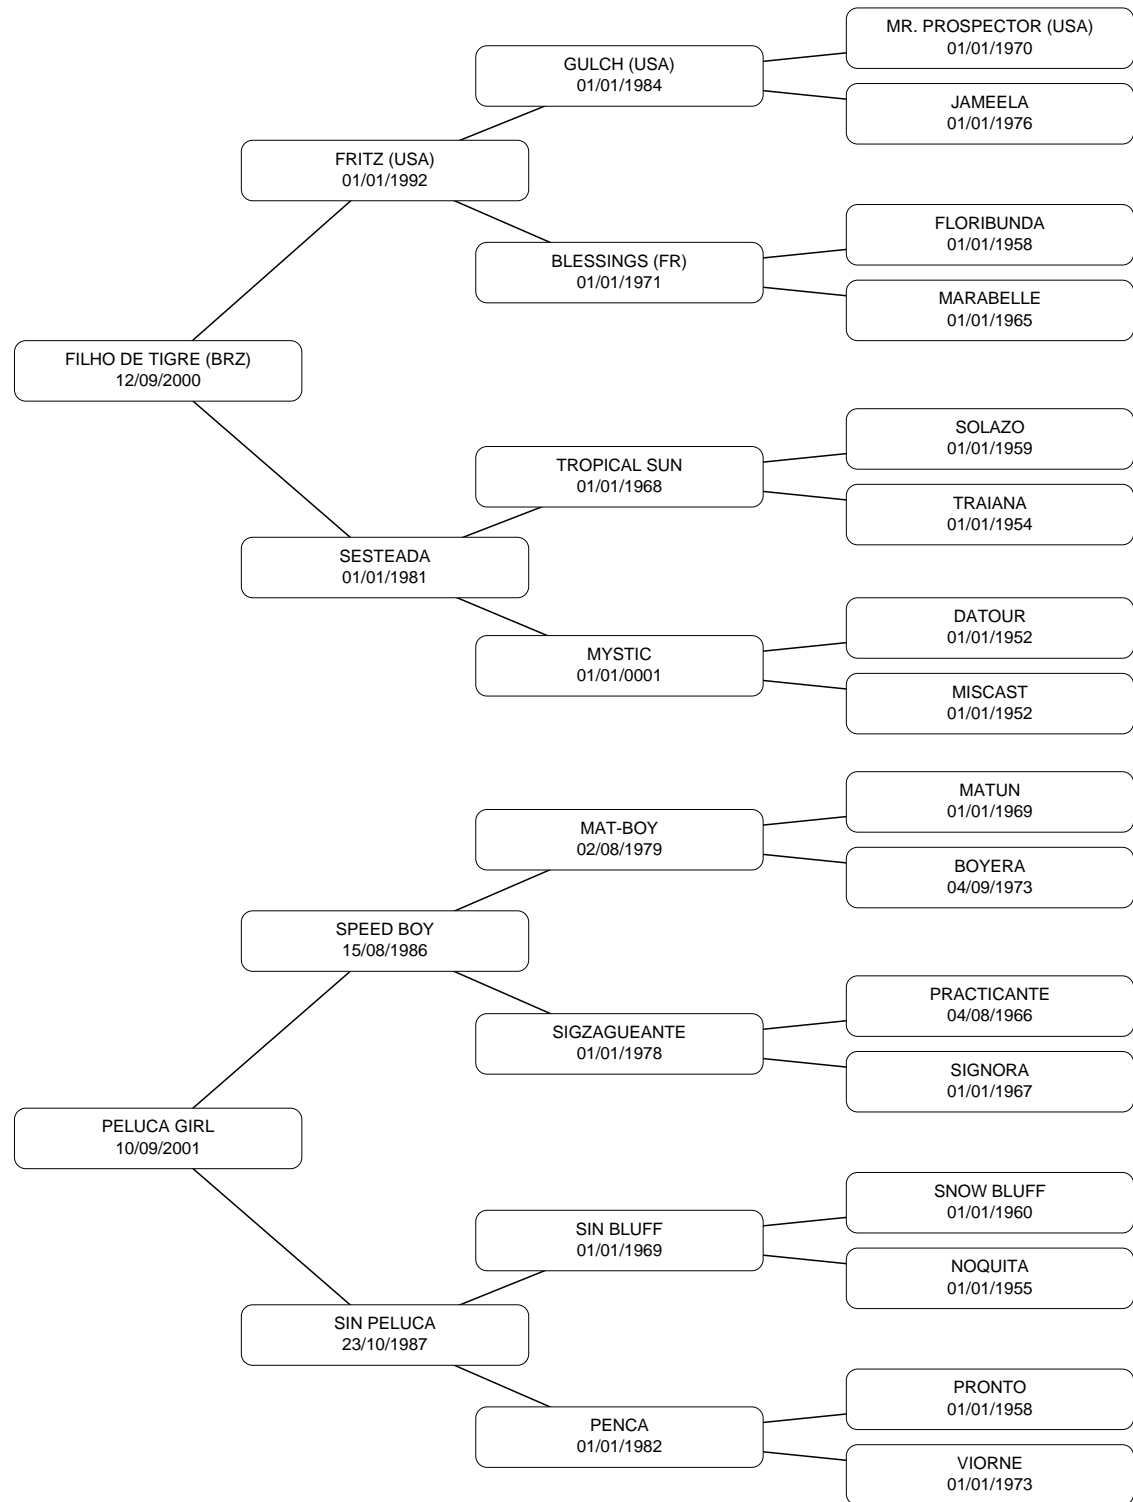 MR. PROSPECTOR (USA)
01/01/1970
GULCH (USA)
01/01/1984
JAMEELA
01/01/1976
FRITZ (USA)
01/01/1992
FLORIBUNDA
01/01/1958
BLESSINGS (FR)
01/01/1971
MARABELLE
01/01/1965
FILHO DE TIGRE (BRZ)
12/09/2000
SOLAZO
01/01/1959
TROPICAL SUN
01/01/1968
TRAIANA
01/01/1954
SESTEADA
01/01/1981
DATOUR
01/01/1952
MYSTIC
01/01/0001
MISCAST
01/01/1952
MATUN
01/01/1969
MAT-BOY
02/08/1979
BOYERA
04/09/1973
SPEED BOY
15/08/1986
PRACTICANTE
04/08/1966
SIGZAGUEANTE
01/01/1978
SIGNORA
01/01/1967
PELUCA GIRL
10/09/2001
SNOW BLUFF
01/01/1960
SIN BLUFF
01/01/1969
NOQUITA
01/01/1955
SIN PELUCA
23/10/1987
PRONTO
01/01/1958
PENCA
01/01/1982
VIORNE
01/01/1973